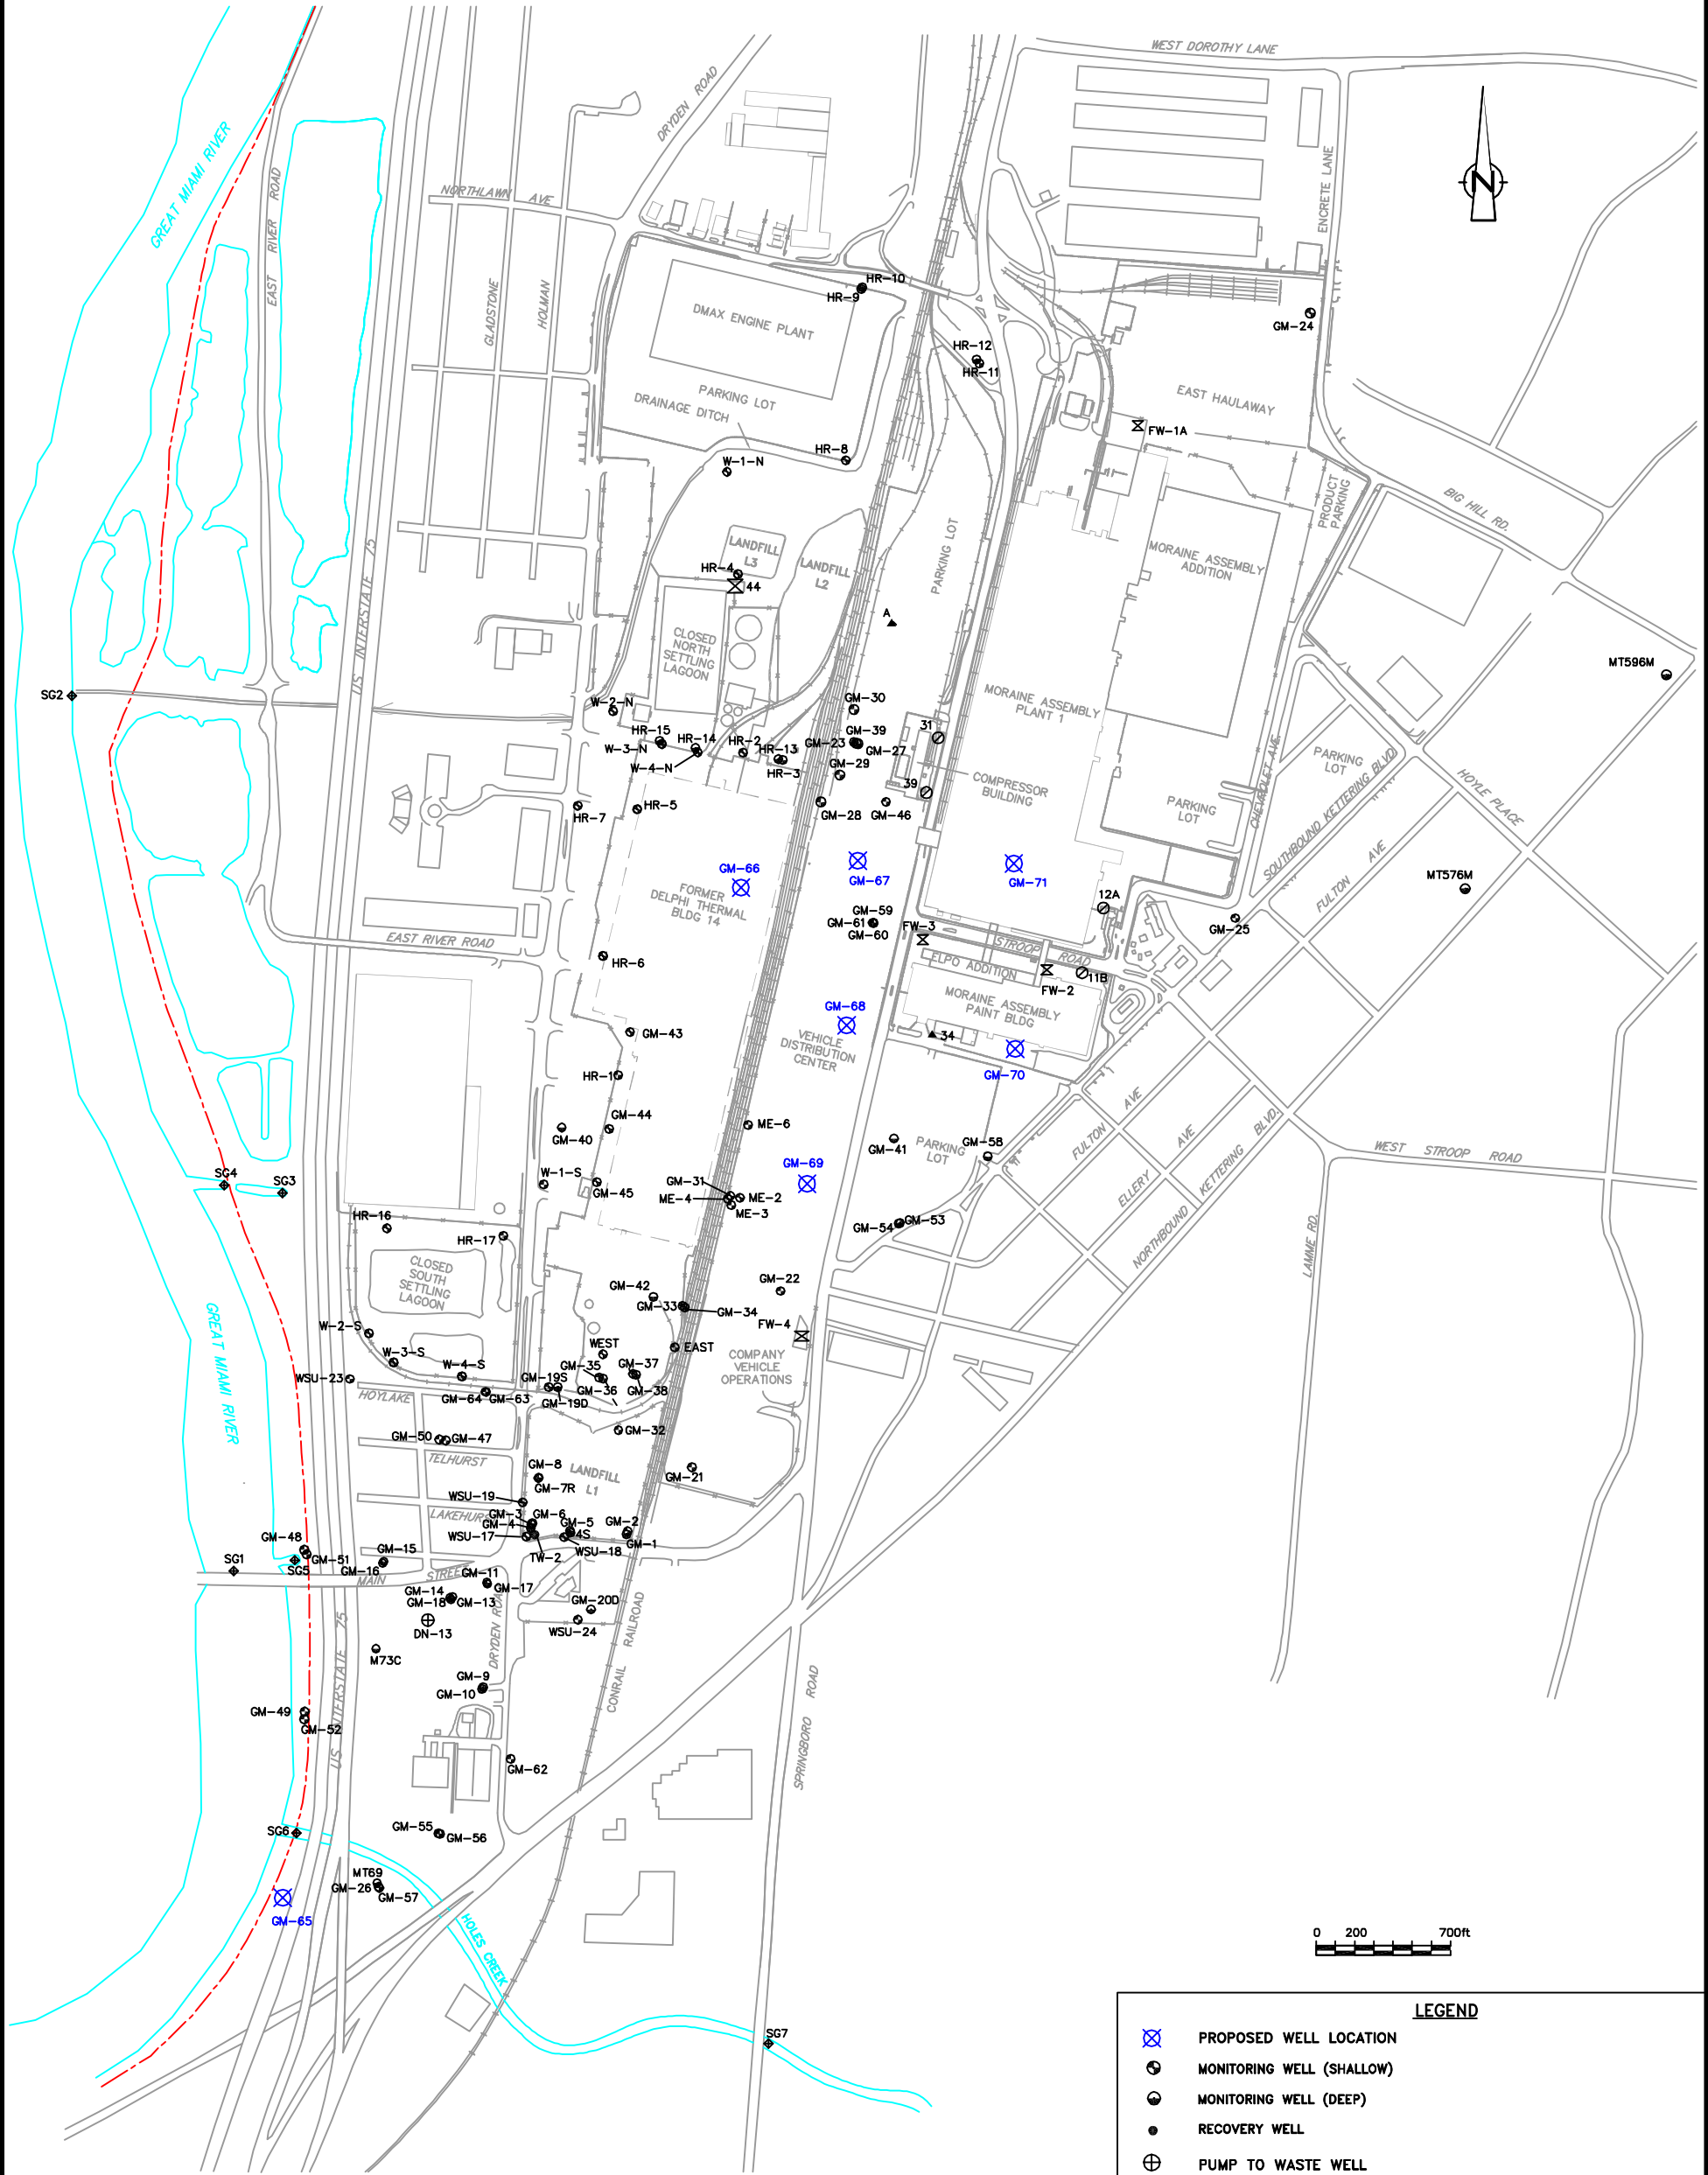 WEST DOROTHY LANE
DRYDEN ROAD
GREAT MIAMI RIVER
EAST RIVER ROAD
NORTHLAWN AVE
ENCRETE LANE
N
GLADSTONE
HOLMAN
HR-10
HR-9
DMAX ENGINE PLANT
GM-24
HR-12
HR-11
PARKING LOT
DRAINAGE DITCH
EAST HAULAWAY
FW-1A
HR-8
W-1-N
PRODUCT
PARKING
BIG HILL RD.
US INTERSTATE 75
LANDFILL
L3
LANDFILL
L2
PARKING LOT
MORAINE ASSEMBLY
ADDITION
HR-4
44
A
CLOSED
NORTH
SETTLING
LAGOON
MT596M
SG2
MORAINE ASSEMBLY
PLANT 1
GM-30
W-2-N
31
GM-39
HR-15
HR-14
HR-2
HR-13
GM-23
GM-27
W-3-N
W-4-N
HR-3
GM-29
PARKING
LOT
HOYLE PLACE
CHEVROLET AVE.
SOUTHBOUND KETTERING BLVD.
39
COMPRESSOR
BUILDING
PARKING
LOT
HR-7
HR-5
GM-28
GM-46
FULTON AVE
GM-66
GM-67
GM-71
MT576M
FORMER
DELPHI THERMAL
BLDG 14
12A
GM-59
GM-61
GM-60
FW-3
GM-25
EAST RIVER ROAD
STROOP ROAD
HR-6
ELPO ADDITION
FW-2
11B
MORAINE ASSEMBLY
PAINT BLDG
GM-68
GM-43
VEHICLE
DISTRIBUTION
CENTER
34
GM-70
HR-1
GM-44
FULTON AVE
GM-40
ME-6
GM-41
PARKING
LOT
GM-58
WEST STROOP ROAD
ELLERY AVE
NORTHBOUND KETTERING BLVD.
GM-69
SG4
SG3
W-1-S
GM-45
GM-31
ME-4
ME-2
ME-3
LAMME RD.
HR-16
HR-17
GM-54
GM-53
CLOSED
SOUTH
SETTLING
LAGOON
GM-42
GM-22
GM-33
GM-34
FW-4
GREAT MIAMI RIVER
W-2-S
WEST
EAST
W-3-S
W-4-S
COMPANY
VEHICLE
OPERATIONS
WSU-23
GM-35
GM-37
GM-19S
GM-36
GM-38
HOYLAKE
GM-64
GM-63
GM-19D
GM-32
GM-50
GM-47
TELHURST
GM-8
GM-7R
LANDFILL
L1
GM-21
WSU-19
LAKEHURST
GM-3
GM-6
GM-4
GM-5
4S
GM-2
WSU-17
GM-1
TW-2
WSU-18
GM-48
GM-51
SG1
SG5
GM-15
GM-16
MAIN STREET
GM-11
GM-17
GM-14
GM-18
GM-13
GM-20D
DN-13
WSU-24
DRYDEN ROAD
M73C
CONRAIL RAILROAD
GM-9
GM-10
SPRINGBORO ROAD
GM-49
GM-52
US INTERSTATE 75
GM-62
SG6
GM-55
GM-56
MT69
GM-26
GM-57
GM-65
HOLES CREEK
0 200 700ft
SG7
LEGEND
PROPOSED WELL LOCATION
MONITORING WELL (SHALLOW)
MONITORING WELL (DEEP)
RECOVERY WELL
PUMP TO WASTE WELL